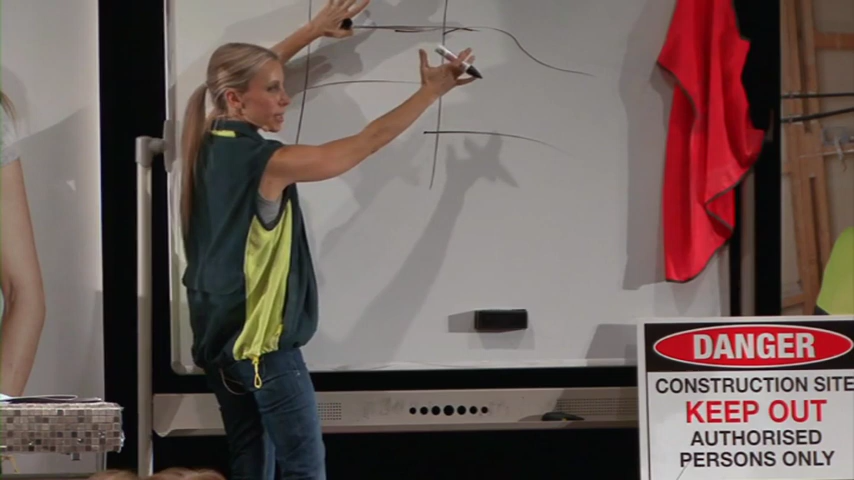 DANGER
CONSTRUCTION SITE
KEEP OUT
AUTHORISED
PERSONS ONLY